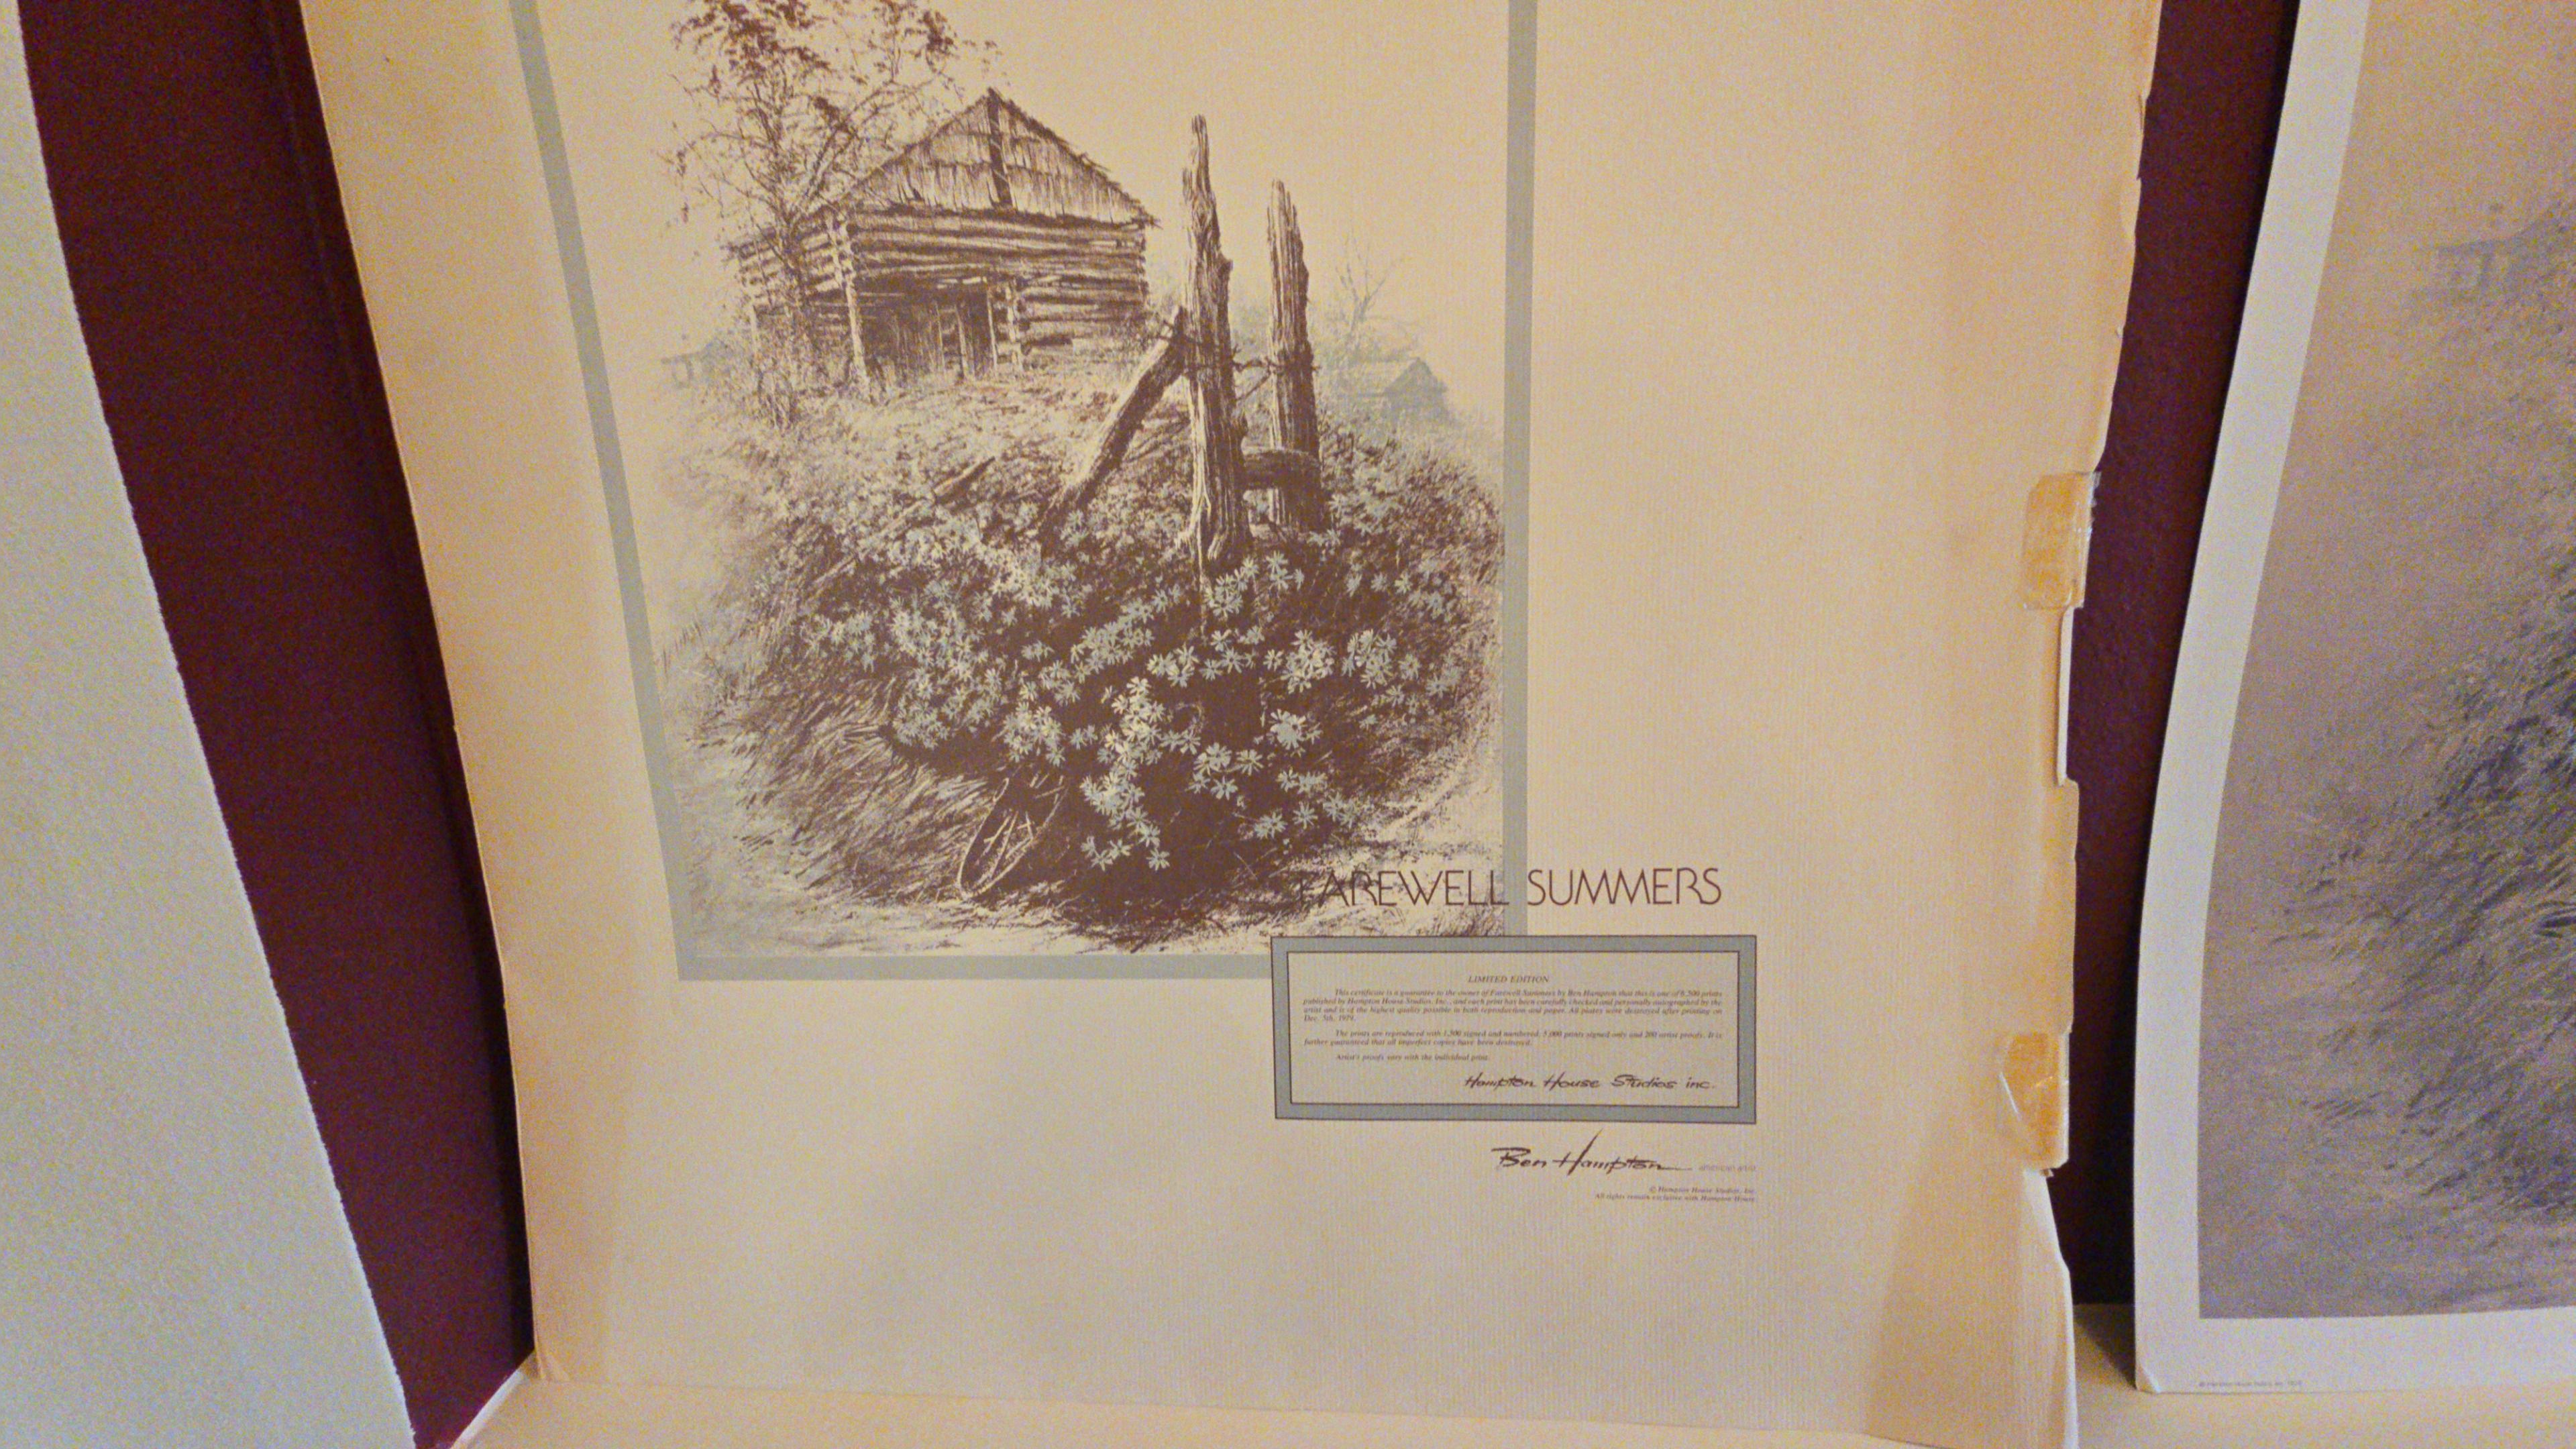 FAREWELL SUMMERS
LIMITED EDITION
This certificate is a guarantee to the owner of Farewell Summers by Ben Hampton that this is one of 6,500 prints
published by Hampton House Studios, Inc., and each print has been carefully checked and personally autographed by the
artist and is of the highest quality possible in both reproduction and paper. All plates were destroyed after printing on
Dec. 5th, 1974.
The prints are reproduced with 1,500 signed and numbered, 5,000 prints signed only and 200 artist proofs. It is
further guaranteed that all imperfect copies have been destroyed.
Artist's proofs vary with the individual print.
Hampton House Studios inc.
Ben Hampton
© Hampton House Studios, Inc.
All rights remain exclusive with Hampton House